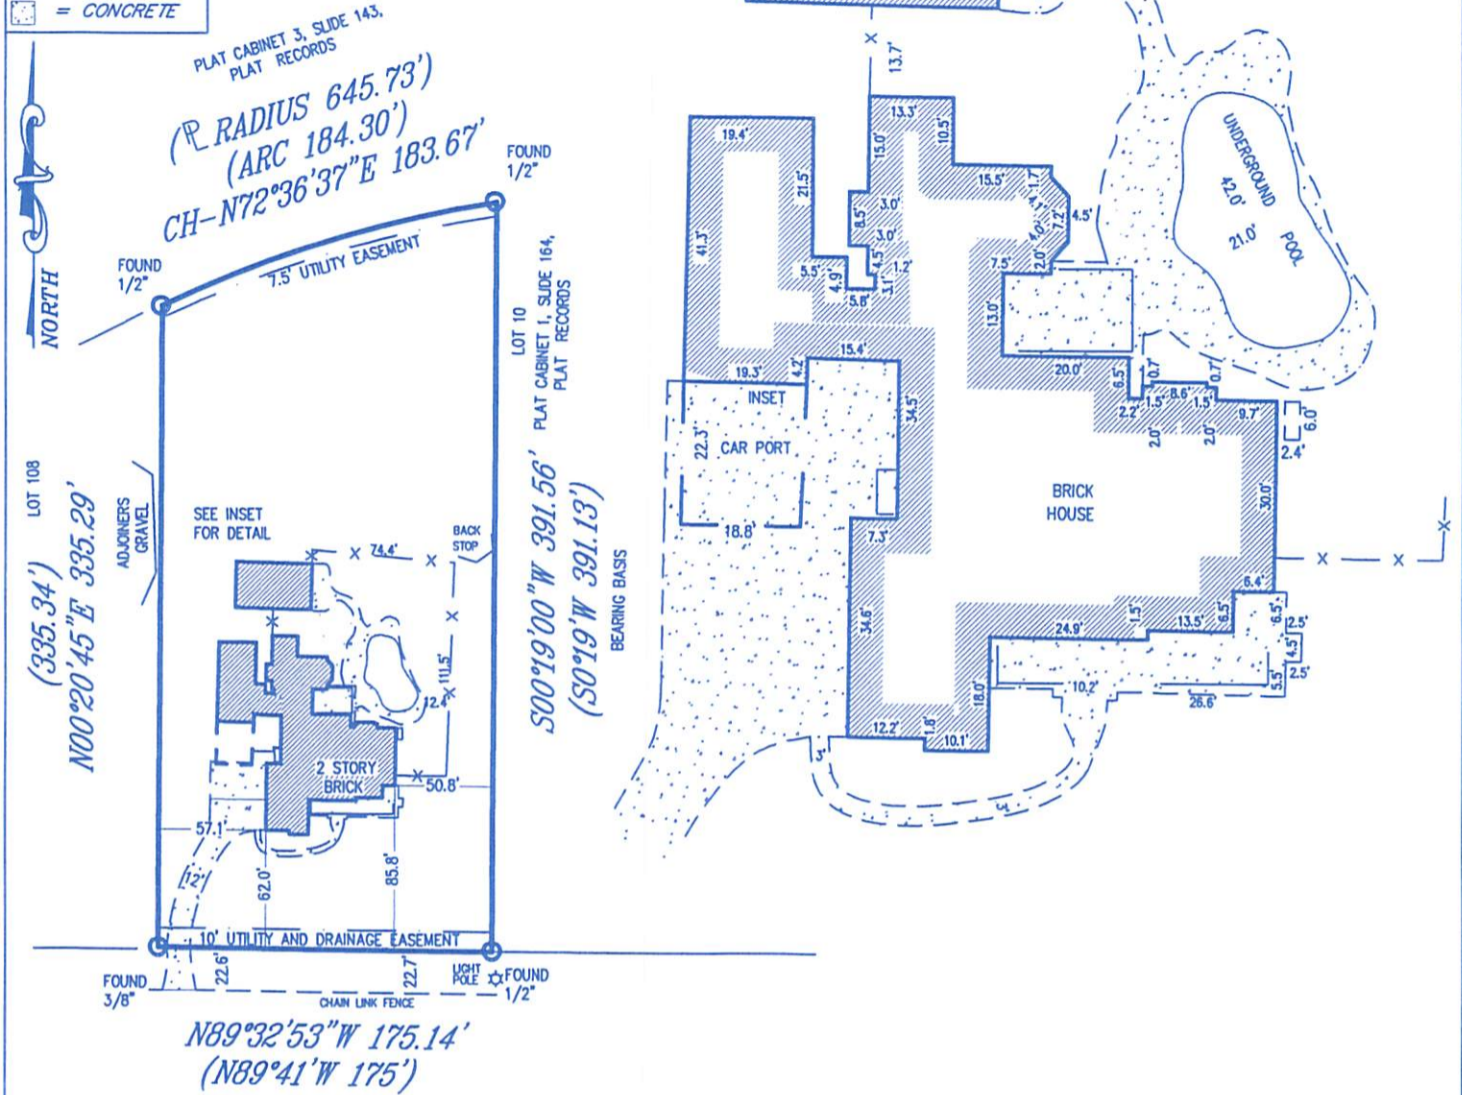 = CONCRETE
PLAT CABINET 3, SLIDE 143,
PLAT RECORDS
(PL RADIUS 645.73')
(ARC 184.30')
CH-N72°36'37"E 183.67'
FOUND
1/2"
FOUND
1/2"
7.5' UTILITY EASEMENT
NORTH
LOT 10
PLAT CABINET 1, SLIDE 164,
PLAT RECORDS
S00°19'00"W 391.56'
(S0°19'W 391.13')
BEARING BASIS
LOT 108
(335.34')
N00°20'45"E 335.29'
ADJOINERS
GRAVEL
SEE INSET
FOR DETAIL
BACK
STOP
74.4'
111.5'
12.4'
2 STORY
BRICK
50.8'
57.1'
12'
62.0'
85.8'
10' UTILITY AND DRAINAGE EASEMENT
22.6'
22.7'
FOUND
3/8"
LIGHT
POLE
FOUND
1/2"
CHAIN LINK FENCE
N89°32'53"W 175.14'
(N89°41'W 175')
13.7'
13.3'
10.5'
15.0'
19.4'
21.5'
41.3'
15.5'
1.7'
4.1'
7.2'
4.5'
4.0'
2.0'
7.5'
3.0'
8.5'
3.0'
4.5'
1.2'
3.1'
5.5'
4.9'
5.8'
13.0'
UNDERGROUND
POOL
42.0'
21.0'
15.4'
4.2'
19.3'
INSET
22.3'
CAR PORT
18.8'
34.5'
20.0'
6.5'
0.7'
0.7'
8.6'
1.5'
1.5'
2.2'
2.0'
2.0'
9.7'
6.0'
2.4'
BRICK
HOUSE
30.0'
7.3'
34.6'
6.4'
6.5'
6.5'
13.5'
1.5'
24.9'
2.5'
4.5'
2.5'
5.5'
10.2'
26.6'
18.0'
12.2'
1.8'
10.1'
3'
3'